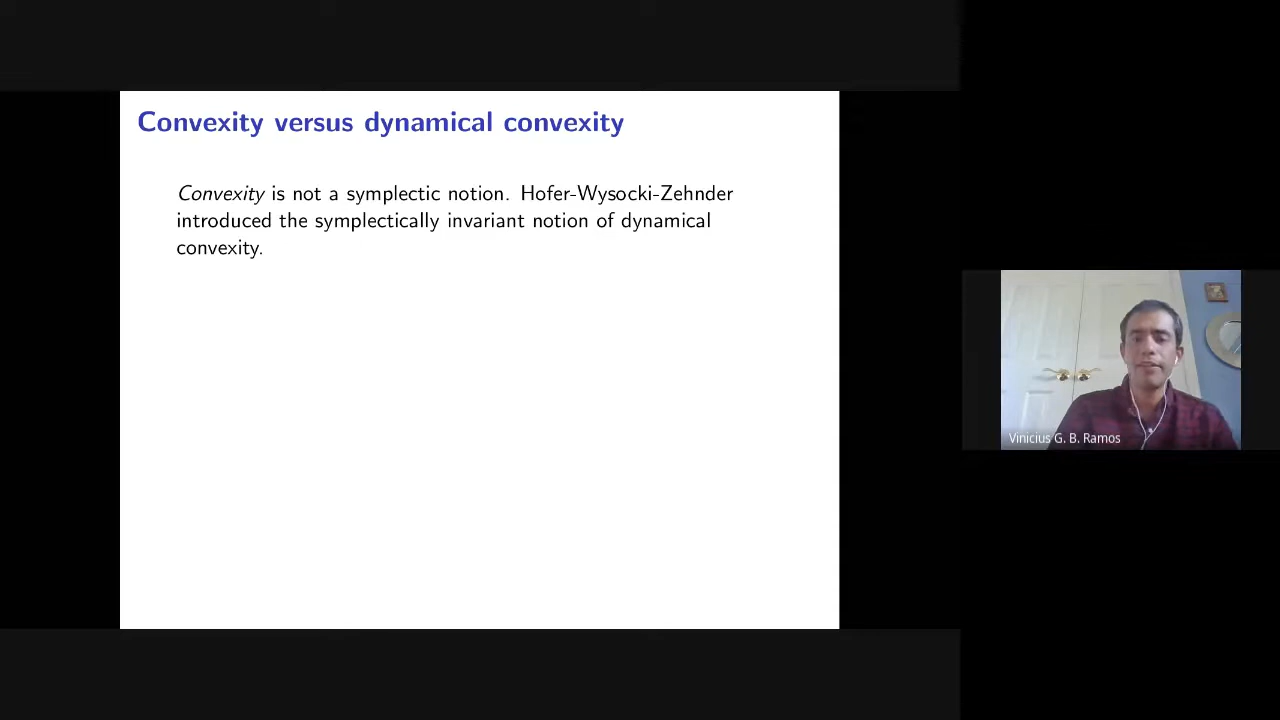 Convexity versus dynamical convexity
Convexity is not a symplectic notion. Hofer-Wysocki-Zehnder
introduced the symplectically invariant notion of dynamical
convexity.
Vinicius G. B. Ramos